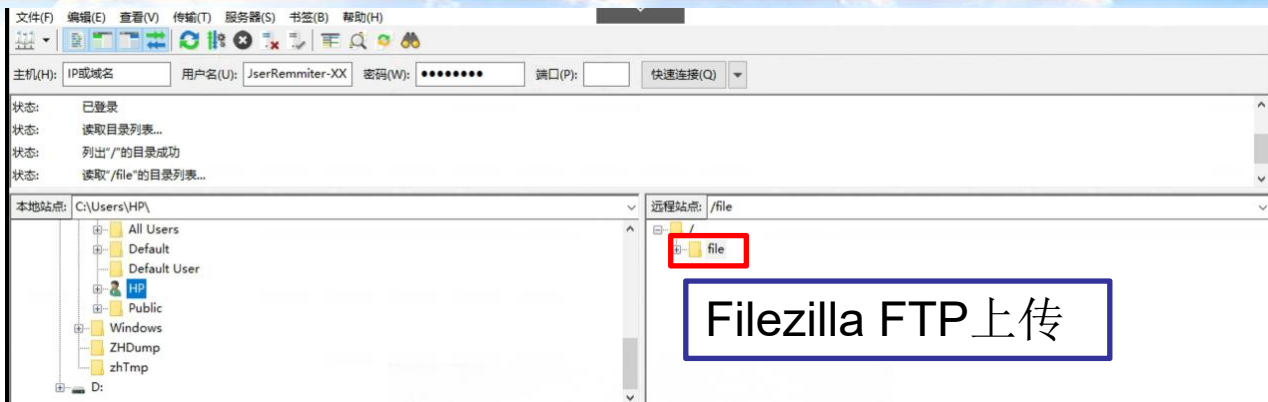 文件(F) 编辑(E) 查看(V) 传输(T) 服务器(S) 书签(B) 帮助(H)
主机(H): IP或域名 用户名(U): JserRemmiter-XX 密码(W): ●●●●●●●● 端口(P): 快速连接(Q)
状态: 已登录
状态: 读取目录列表...
状态: 列出"/"的目录成功
状态: 读取"/file"的目录列表...
本地站点: C:\Users\HP\ 远程站点: /file
All Users
Default
Default User
HP
Public
Windows
ZHDump
zhTmp
D:
/
file
Filezilla FTP上传